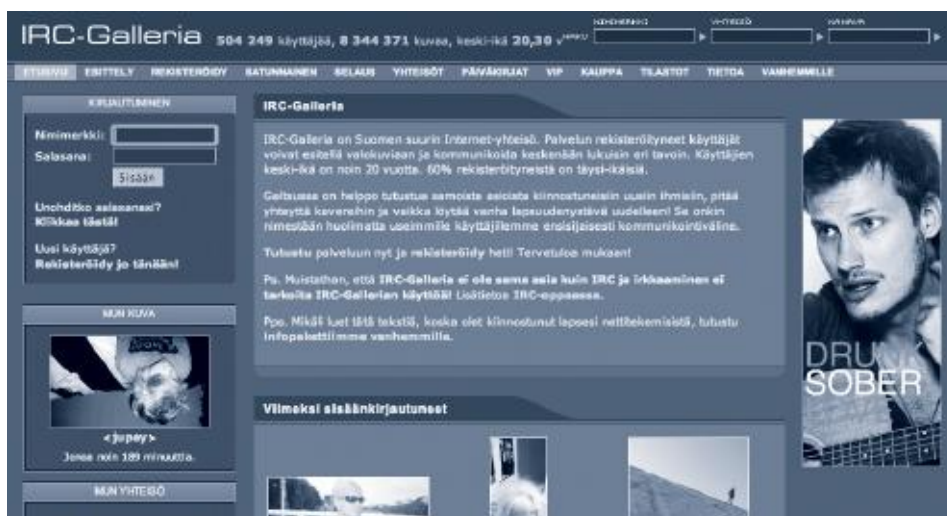 IRC-Galleria 504 249 käyttäjää, 8 344 371 kuvaa, keski-ikä 20,30 v
ETUSIVU ESITTELY REKISTERÖIDY SATUNNAINEN SELAUS YHTEISÖT PÄIVÄKIRJAT VIP KAUPPA TILASTOT TIETOA VANHEMMILLE
KIRJAUTUMINEN
Nimimerkki:
Salasana:
Sisään
Unohditko salasanasi?
Klikkaa tästä!
Uusi käyttäjä?
Rekisteröidy jo tänään!
MUN KUVA
<jupey>
Jonoa noin 189 minuuttia.
MUN YHTEISÖ
IRC-Galleria
IRC-Galleria on Suomen suurin Internet-yhteisö. Palvelun rekisteröityneet käyttäjät
voivat esitellä valokuviaan ja kommunikoida keskenään lukuisin eri tavoin. Käyttäjien
keski-ikä on noin 20 vuotta. 60% rekisteröityneistä on täysi-ikäisiä.
Galtsussa on helppo tutustua samoista asioista kiinnostuneisiin uusiin ihmisiin, pitää
yhteyttä kavereihin ja vaikka löytää vanha lapsuudenystävä uudelleen! Se onkin
nimestään huolimatta useimmille käyttäjillemme ensisijaisesti kommunikointiväline.
Tutustu palveluun nyt ja rekisteröidy heti! Tervetuloa mukaan!
Ps. Muistathan, että IRC-Galleria ei ole sama asia kuin IRC ja irkkaaminen ei
tarkoita IRC-Gallerian käyttöä! Lisätietoa IRC-oppaassa.
Pps. Mikäli luet tätä tekstiä, koska olet kiinnostunut lapsesi nettitekemisistä, tutustu
infopakettiimme vanhemmille.
Viimeksi sisäänkirjautuneet
DRUNK
SOBER